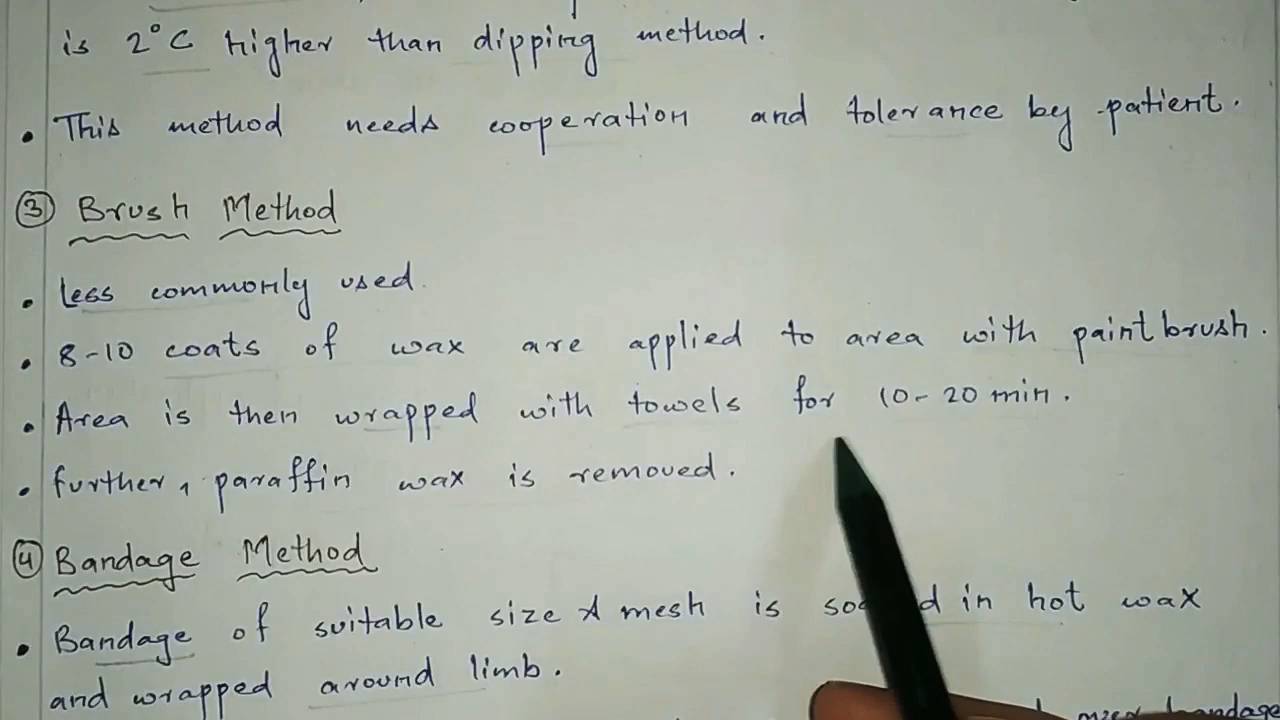 is 2°C higher than dipping method.
• This method needs cooperation and tolerance by patient.
③ Brush Method
• Less commonly used.
• 8-10 coats of wax are applied to area with paintbrush.
• Area is then wrapped with towels for 10-20 min.
• further, paraffin wax is removed.
④ Bandage Method
• Bandage of suitable size & mesh is in hot wax
and wrapped around limb.
bandage